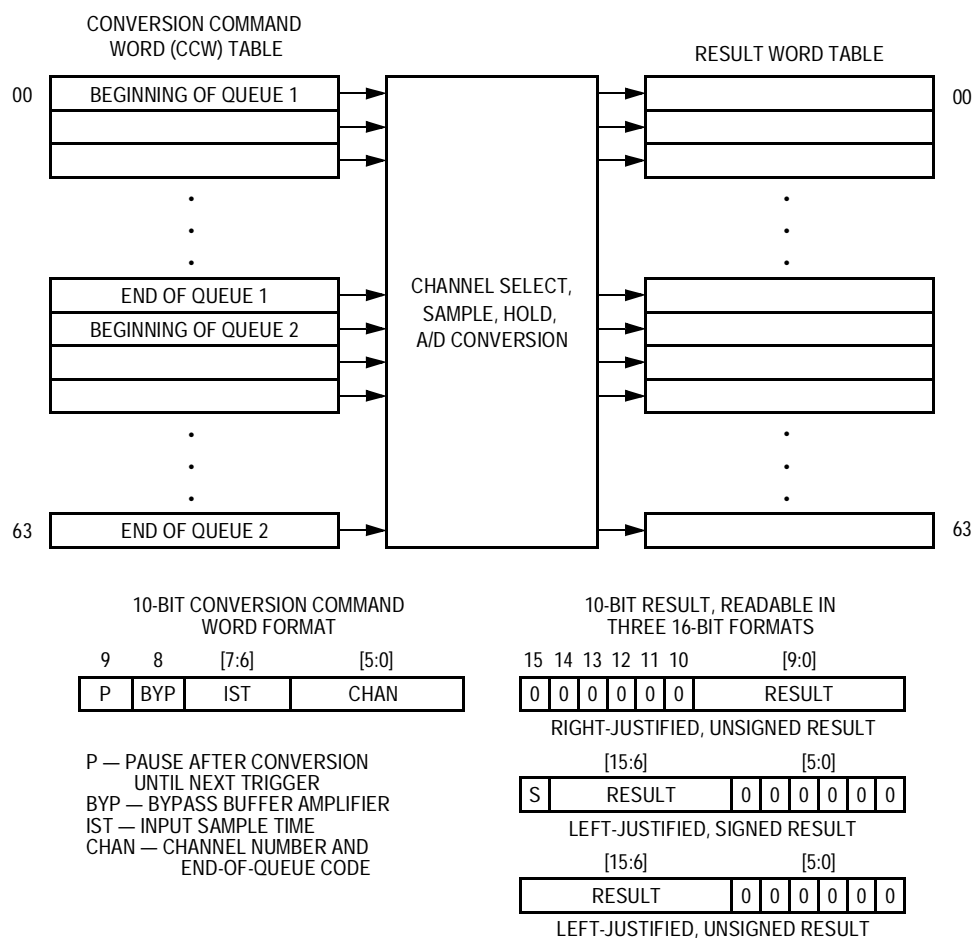 CONVERSION COMMAND
WORD (CCW) TABLE
RESULT WORD TABLE
00
BEGINNING OF QUEUE 1
00
END OF QUEUE 1
BEGINNING OF QUEUE 2
CHANNEL SELECT,
SAMPLE, HOLD,
A/D CONVERSION
63
END OF QUEUE 2
63
10-BIT CONVERSION COMMAND
WORD FORMAT
9 8 [7:6] [5:0]
P BYP IST CHAN
P — PAUSE AFTER CONVERSION
UNTIL NEXT TRIGGER
BYP — BYPASS BUFFER AMPLIFIER
IST — INPUT SAMPLE TIME
CHAN — CHANNEL NUMBER AND
END-OF-QUEUE CODE
10-BIT RESULT, READABLE IN
THREE 16-BIT FORMATS
15 14 13 12 11 10 [9:0]
0 0 0 0 0 0 RESULT
RIGHT-JUSTIFIED, UNSIGNED RESULT
[15:6] [5:0]
S RESULT 0 0 0 0 0 0
LEFT-JUSTIFIED, SIGNED RESULT
[15:6] [5:0]
RESULT 0 0 0 0 0 0
LEFT-JUSTIFIED, UNSIGNED RESULT